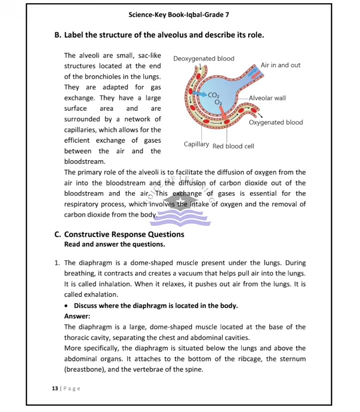 Science-Key Book-Iqbal-Grade 7
B. Label the structure of the alveolus and describe its role.
The alveoli are small, sac-like
structures located at the end
of the bronchioles in the lungs.
They are adapted for gas
exchange. They have a large
surface area and are
surrounded by a network of
capillaries, which allows for the
efficient exchange of gases
between the air and the
bloodstream.
Deoxygenated blood
Air in and out
CO₂
O₂
Alveolar wall
Oxygenated blood
Capillary Red blood cell
The primary role of the alveoli is to facilitate the diffusion of oxygen from the
air into the bloodstream and the diffusion of carbon dioxide out of the
bloodstream and the air. This exchange of gases is essential for the
respiratory process, which involves the intake of oxygen and the removal of
carbon dioxide from the body.
C. Constructive Response Questions
Read and answer the questions.
1. The diaphragm is a dome-shaped muscle present under the lungs. During
breathing, it contracts and creates a vacuum that helps pull air into the lungs.
It is called inhalation. When it relaxes, it pushes out air from the lungs. It is
called exhalation.
• Discuss where the diaphragm is located in the body.
Answer:
The diaphragm is a large, dome-shaped muscle located at the base of the
thoracic cavity, separating the chest and abdominal cavities.
More specifically, the diaphragm is situated below the lungs and above the
abdominal organs. It attaches to the bottom of the ribcage, the sternum
(breastbone), and the vertebrae of the spine.
13 | P a g e